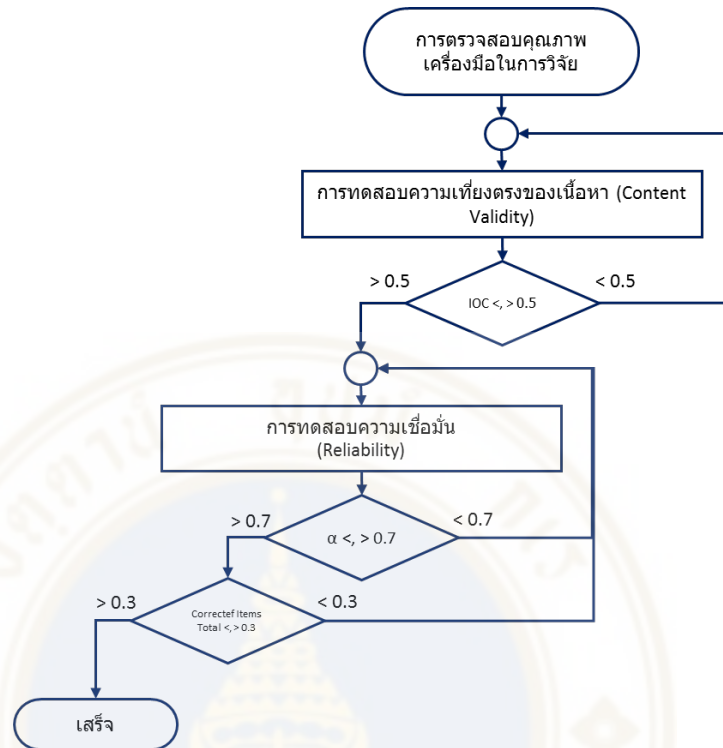 การตรวจสอบคุณภาพ
เครื่องมือในการวิจัย
การทดสอบความเที่ยงตรงของเนื้อหา (Content
Validity)
> 0.5
< 0.5
IOC <, > 0.5
การทดสอบความเชื่อมั่น
(Reliability)
> 0.7
< 0.7
α <, > 0.7
> 0.3
< 0.3
Correctef Items
Total <, > 0.3
เสร็จ